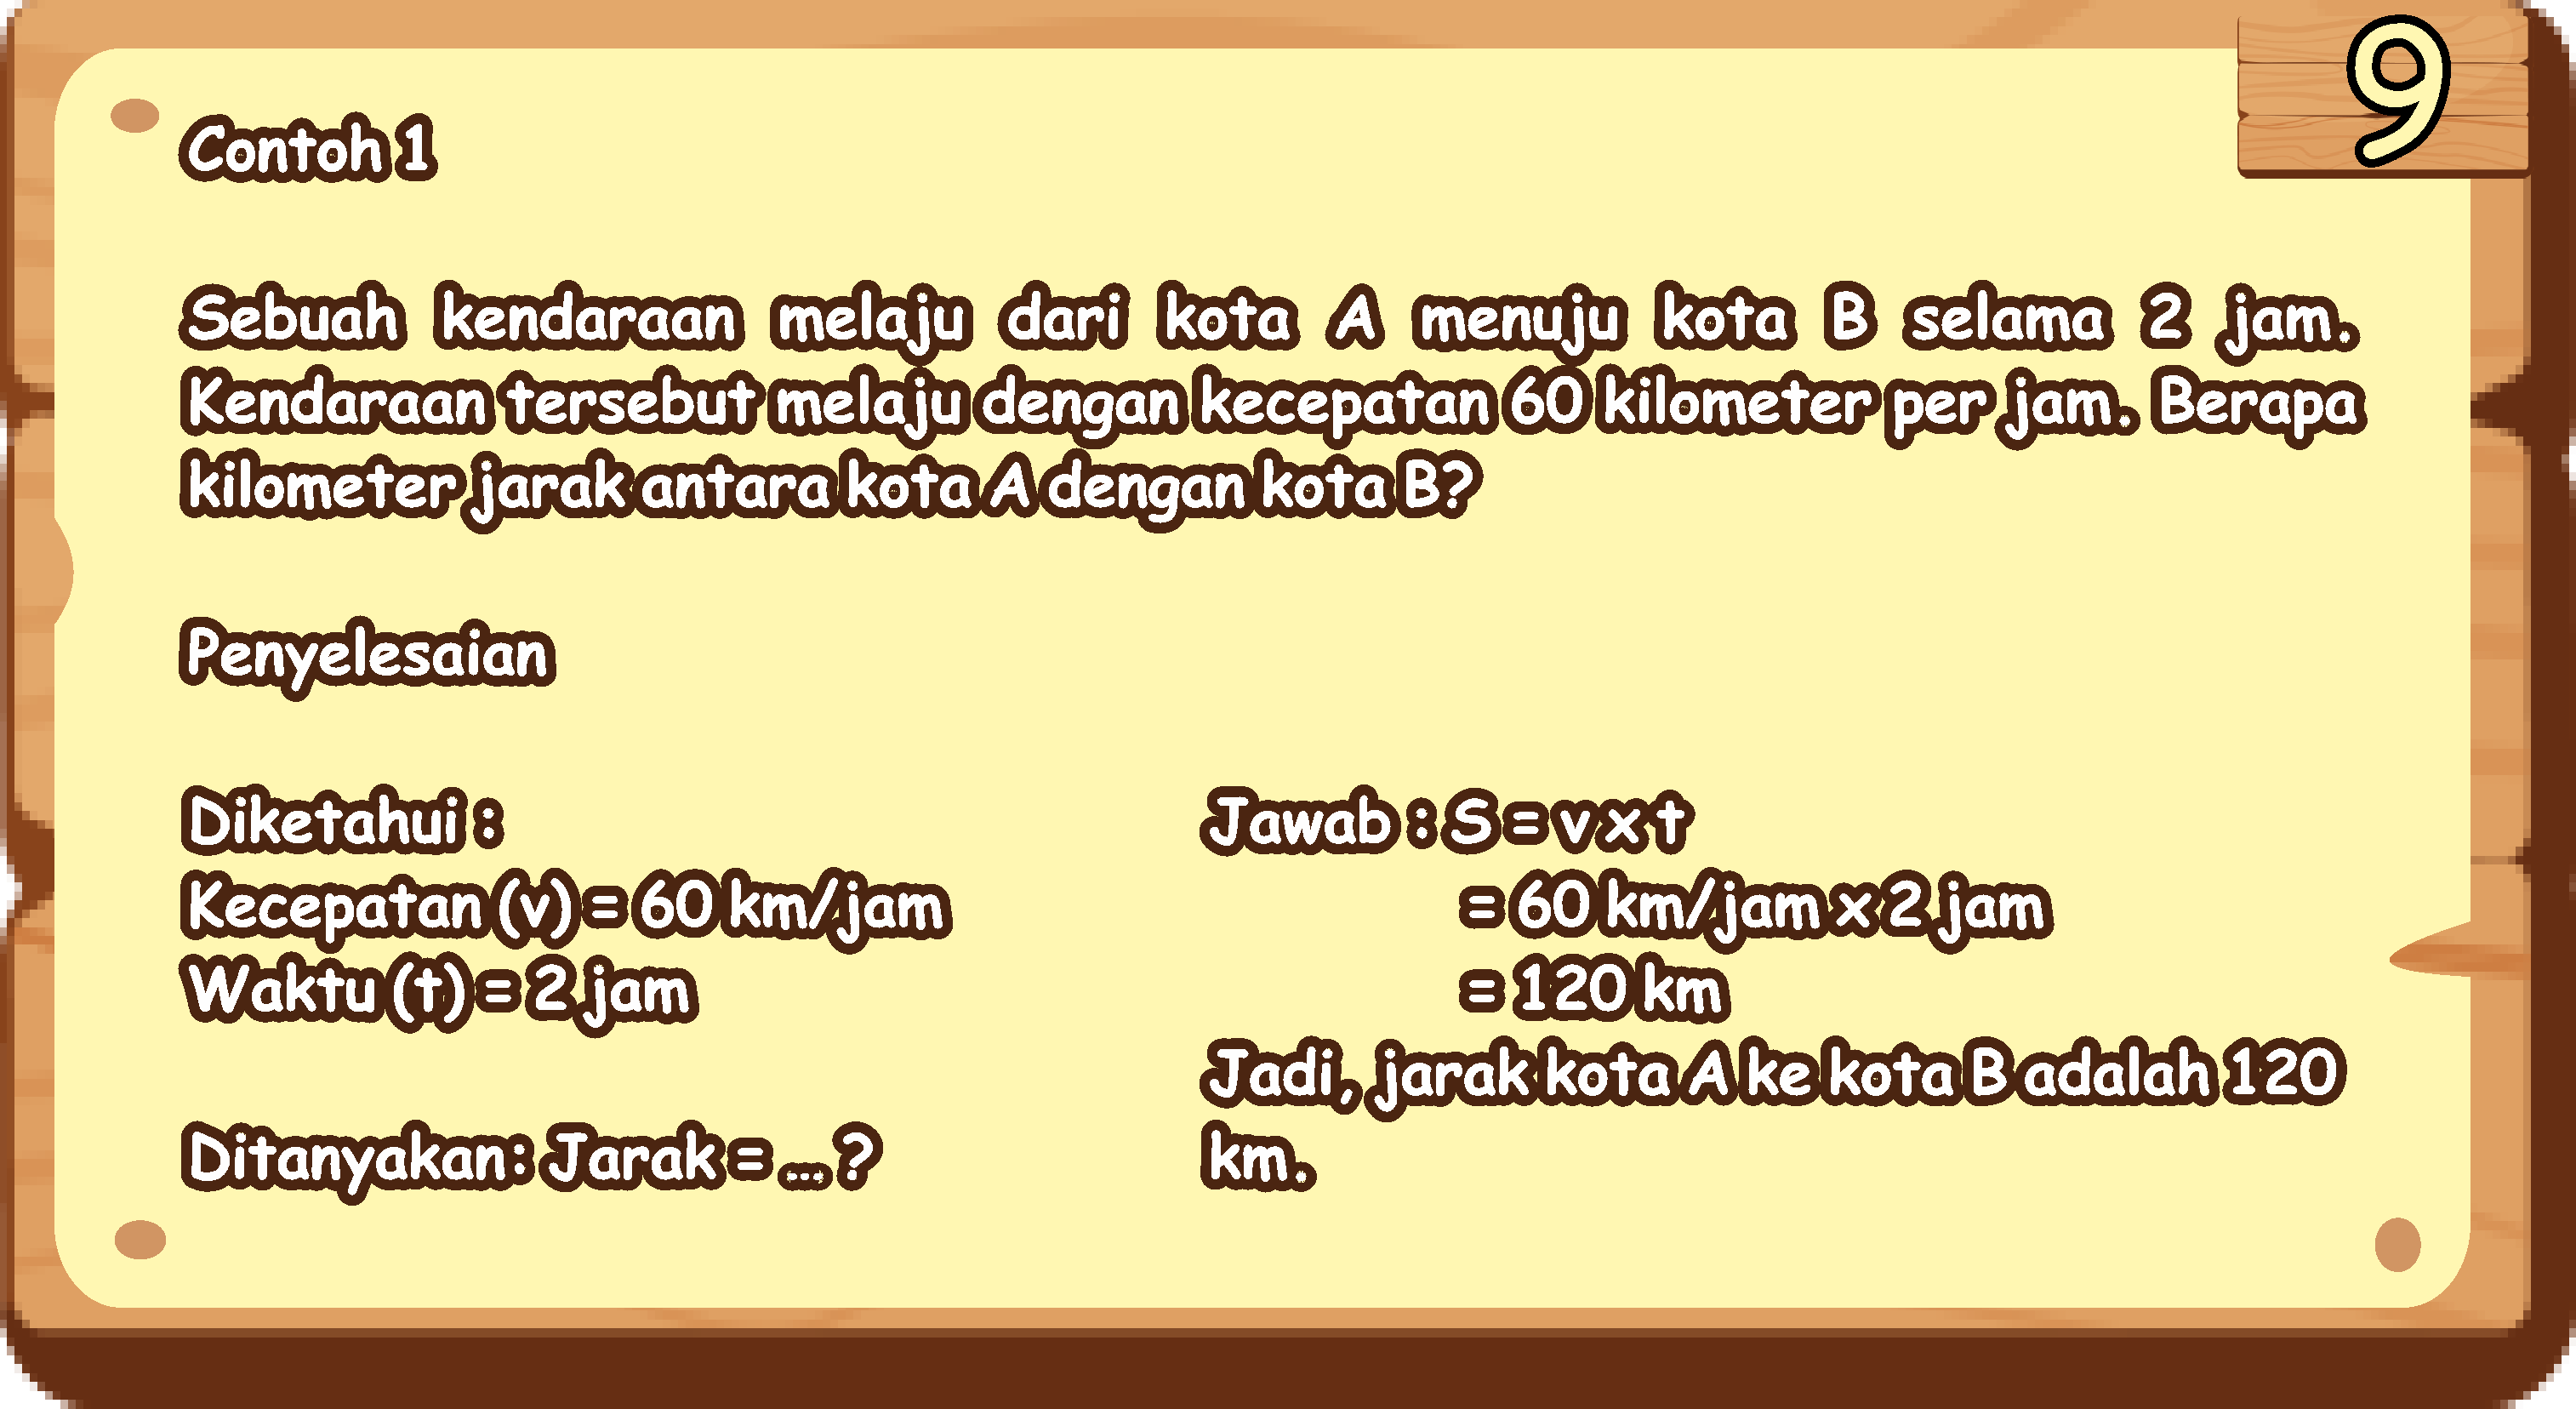 9
Contoh 1
Sebuah kendaraan melaju dari kota A menuju kota B selama 2 jam.
Kendaraan tersebut melaju dengan kecepatan 60 kilometer per jam. Berapa
kilometer jarak antara kota A dengan kota B?
Penyelesaian
Diketahui :
Kecepatan (v) = 60 km/jam
Waktu (t) = 2 jam
Ditanyakan: Jarak = ... ?
Jawab : S = v x t
= 60 km/jam x 2 jam
= 120 km
Jadi, jarak kota A ke kota B adalah 120
km.